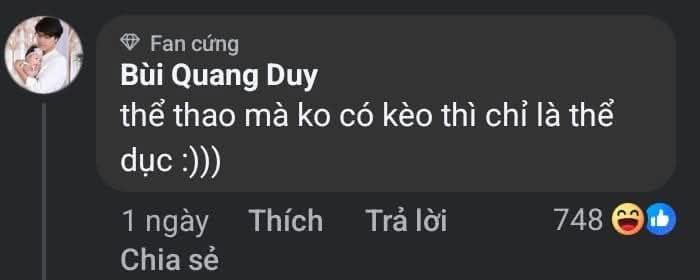 Fan cứng
Bùi Quang Duy
thể thao mà ko có kèo thì chỉ là thể
dục :)))
1 ngày Thích Trả lời 748
Chia sẻ